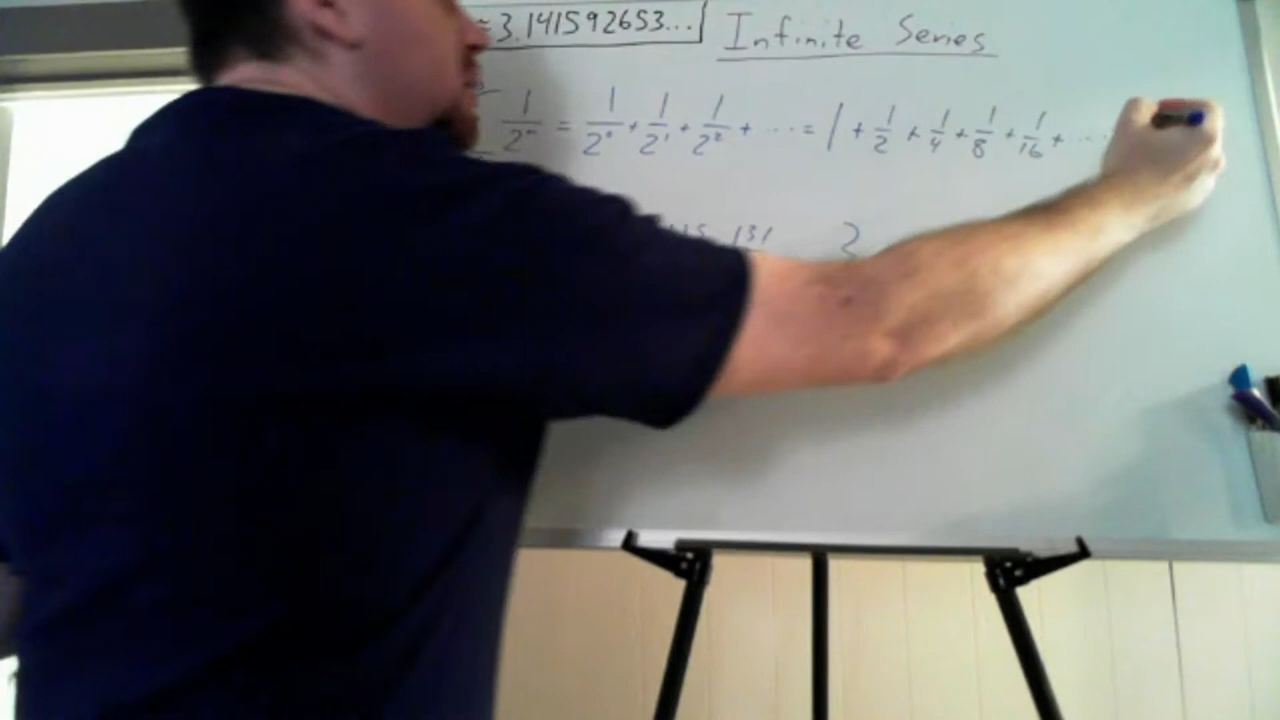 ≈3.141592653...
Infinite Series
1/2ⁿ = 1/2⁰ + 1/2¹ + 1/2² + ... = 1 + 1/2 + 1/4 + 1/8 + 1/16 + ...